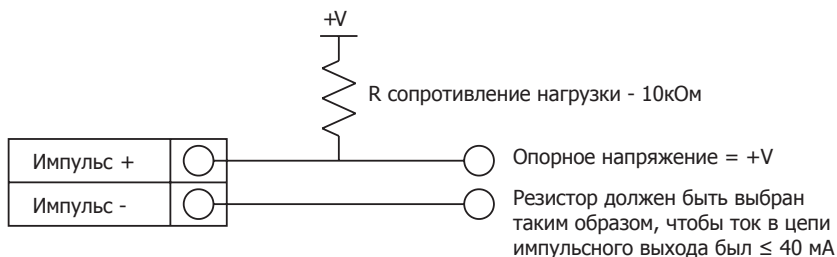 +V
R сопротивление нагрузки - 10кОм
Импульс +
Опорное напряжение = +V
Импульс -
Резистор должен быть выбран
таким образом, чтобы ток в цепи
импульсного выхода был ≤ 40 мА